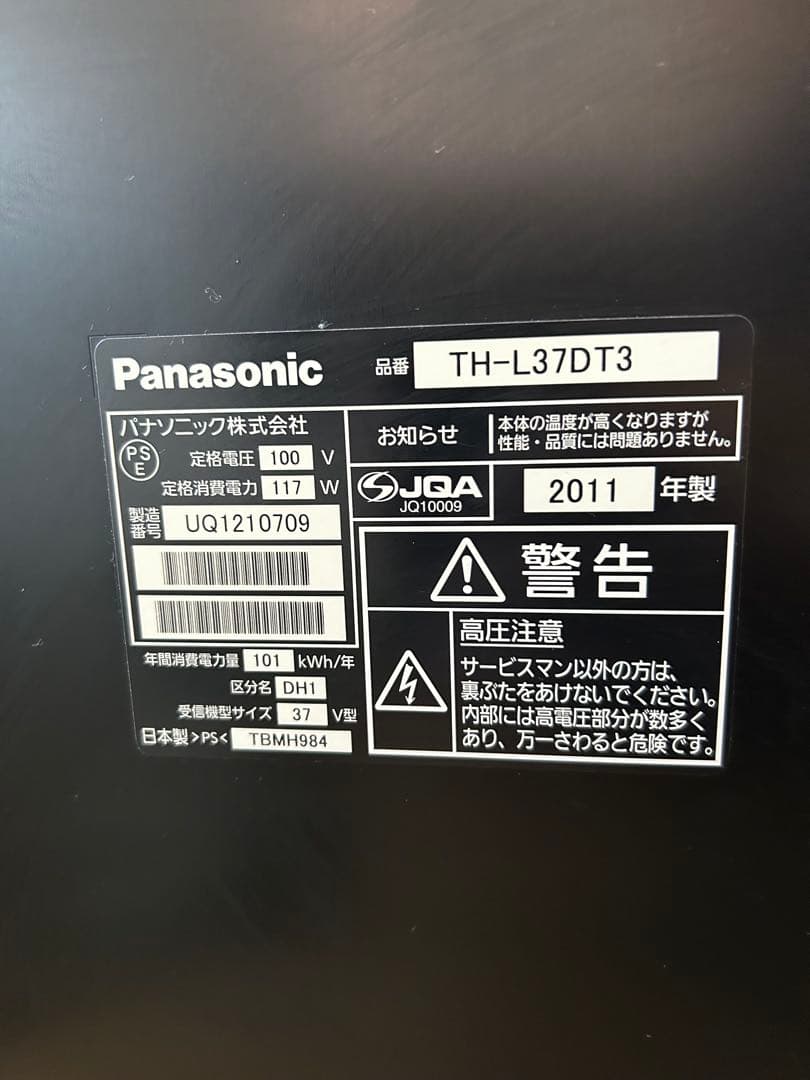 Panasonic 品番 TH-L37DT3
パナソニック株式会社
PS
E
定格電圧 100 V
定格消費電力 117 W
製造
番号 UQ1210709
年間消費電力量 101 kWh/年
区分名 DH1
受信機型サイズ 37 V型
日本製 >PS< TBMH984
お知らせ
本体の温度が高くなりますが
性能・品質には問題ありません。
JQA
JQ10009
2011 年製
警告
高圧注意
サービスマン以外の方は、
裏ぶたをあけないでください。
内部には高電圧部分が数多く
あり、万一さわると危険です。